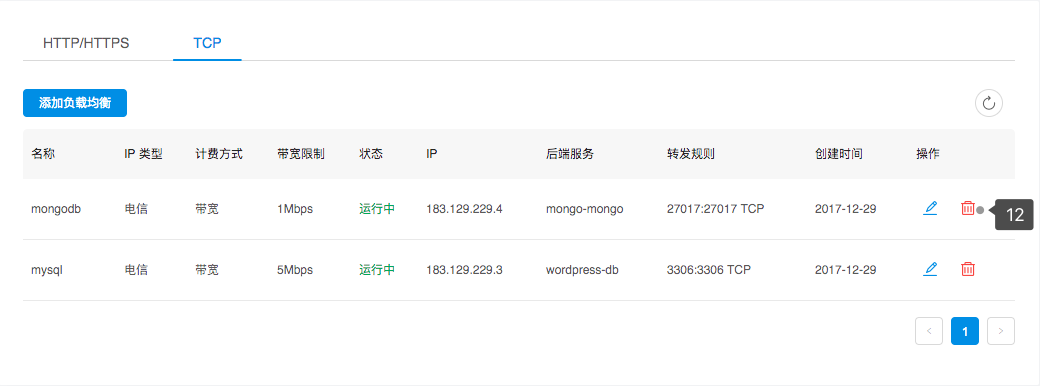 HTTP/HTTPS TCP
添加负载均衡
名称 IP 类型 计费方式 带宽限制 状态 IP 后端服务 转发规则 创建时间 操作
mongodb 电信 带宽 1Mbps 运行中 183.129.229.4 mongo-mongo 27017:27017 TCP 2017-12-29 12
mysql 电信 带宽 5Mbps 运行中 183.129.229.3 wordpress-db 3306:3306 TCP 2017-12-29
< 1 >